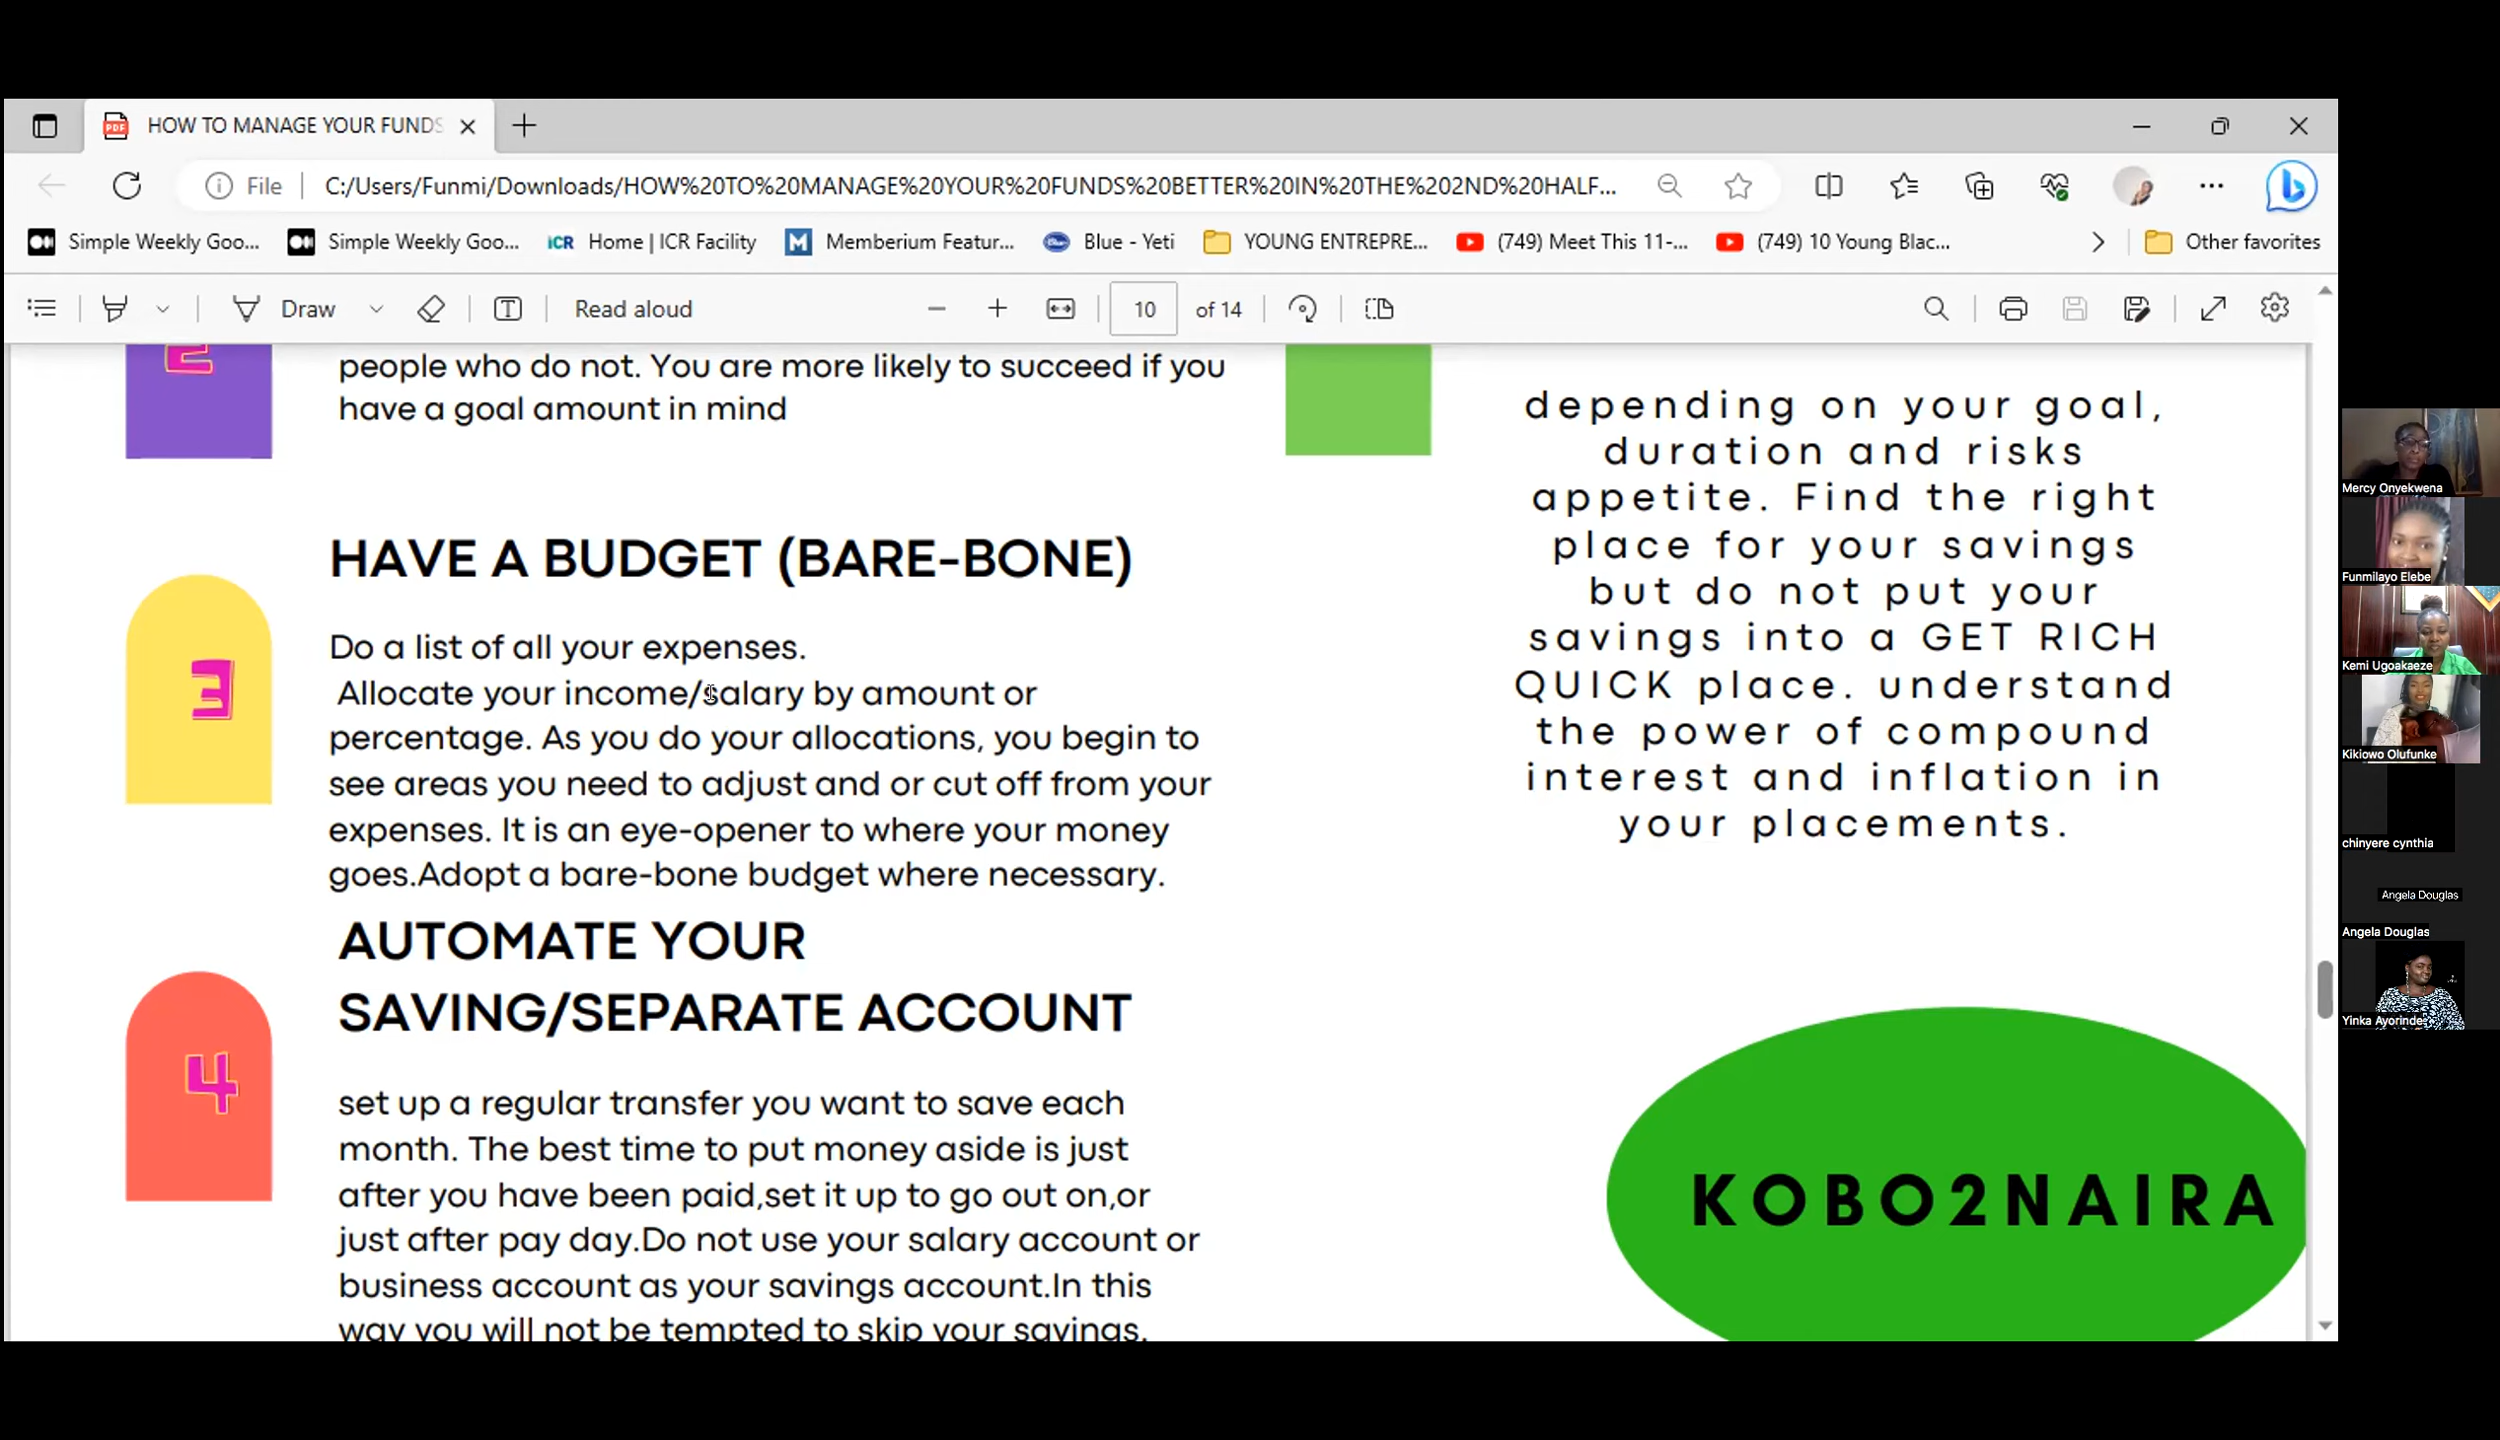 HOW TO MANAGE YOUR FUNDS
File
C:/Users/Funmi/Downloads/HOW%20TO%20MANAGE%20YOUR%20FUNDS%20BETTER%20IN%20THE%202ND%20HALF...
Simple Weekly Goo...
Simple Weekly Goo...
iCR Home | ICR Facility
M Memberium Featur...
Blue - Yeti
YOUNG ENTREPRE...
(749) Meet This 11-...
(749) 10 Young Blac...
Other favorites
Draw
Read aloud
10 of 14
2
people who do not. You are more likely to succeed if you
have a goal amount in mind
HAVE A BUDGET (BARE-BONE)
3
Do a list of all your expenses.
Allocate your income/salary by amount or
percentage. As you do your allocations, you begin to
see areas you need to adjust and or cut off from your
expenses. It is an eye-opener to where your money
goes.Adopt a bare-bone budget where necessary.
AUTOMATE YOUR
SAVING/SEPARATE ACCOUNT
4
set up a regular transfer you want to save each
month. The best time to put money aside is just
after you have been paid,set it up to go out on,or
just after pay day.Do not use your salary account or
business account as your savings account.In this
way you will not be tempted to skip your savings.
depending on your goal,
duration and risks
appetite. Find the right
place for your savings
but do not put your
savings into a GET RICH
QUICK place. understand
the power of compound
interest and inflation in
your placements.
KOBO2NAIRA
Mercy Onyekwena
Funmilayo Elebe
Kemi Ugoakaeze
Kikiowo Olufunke
chinyere cynthia
Angela Douglas
Angela Douglas
Yinka Ayorinde